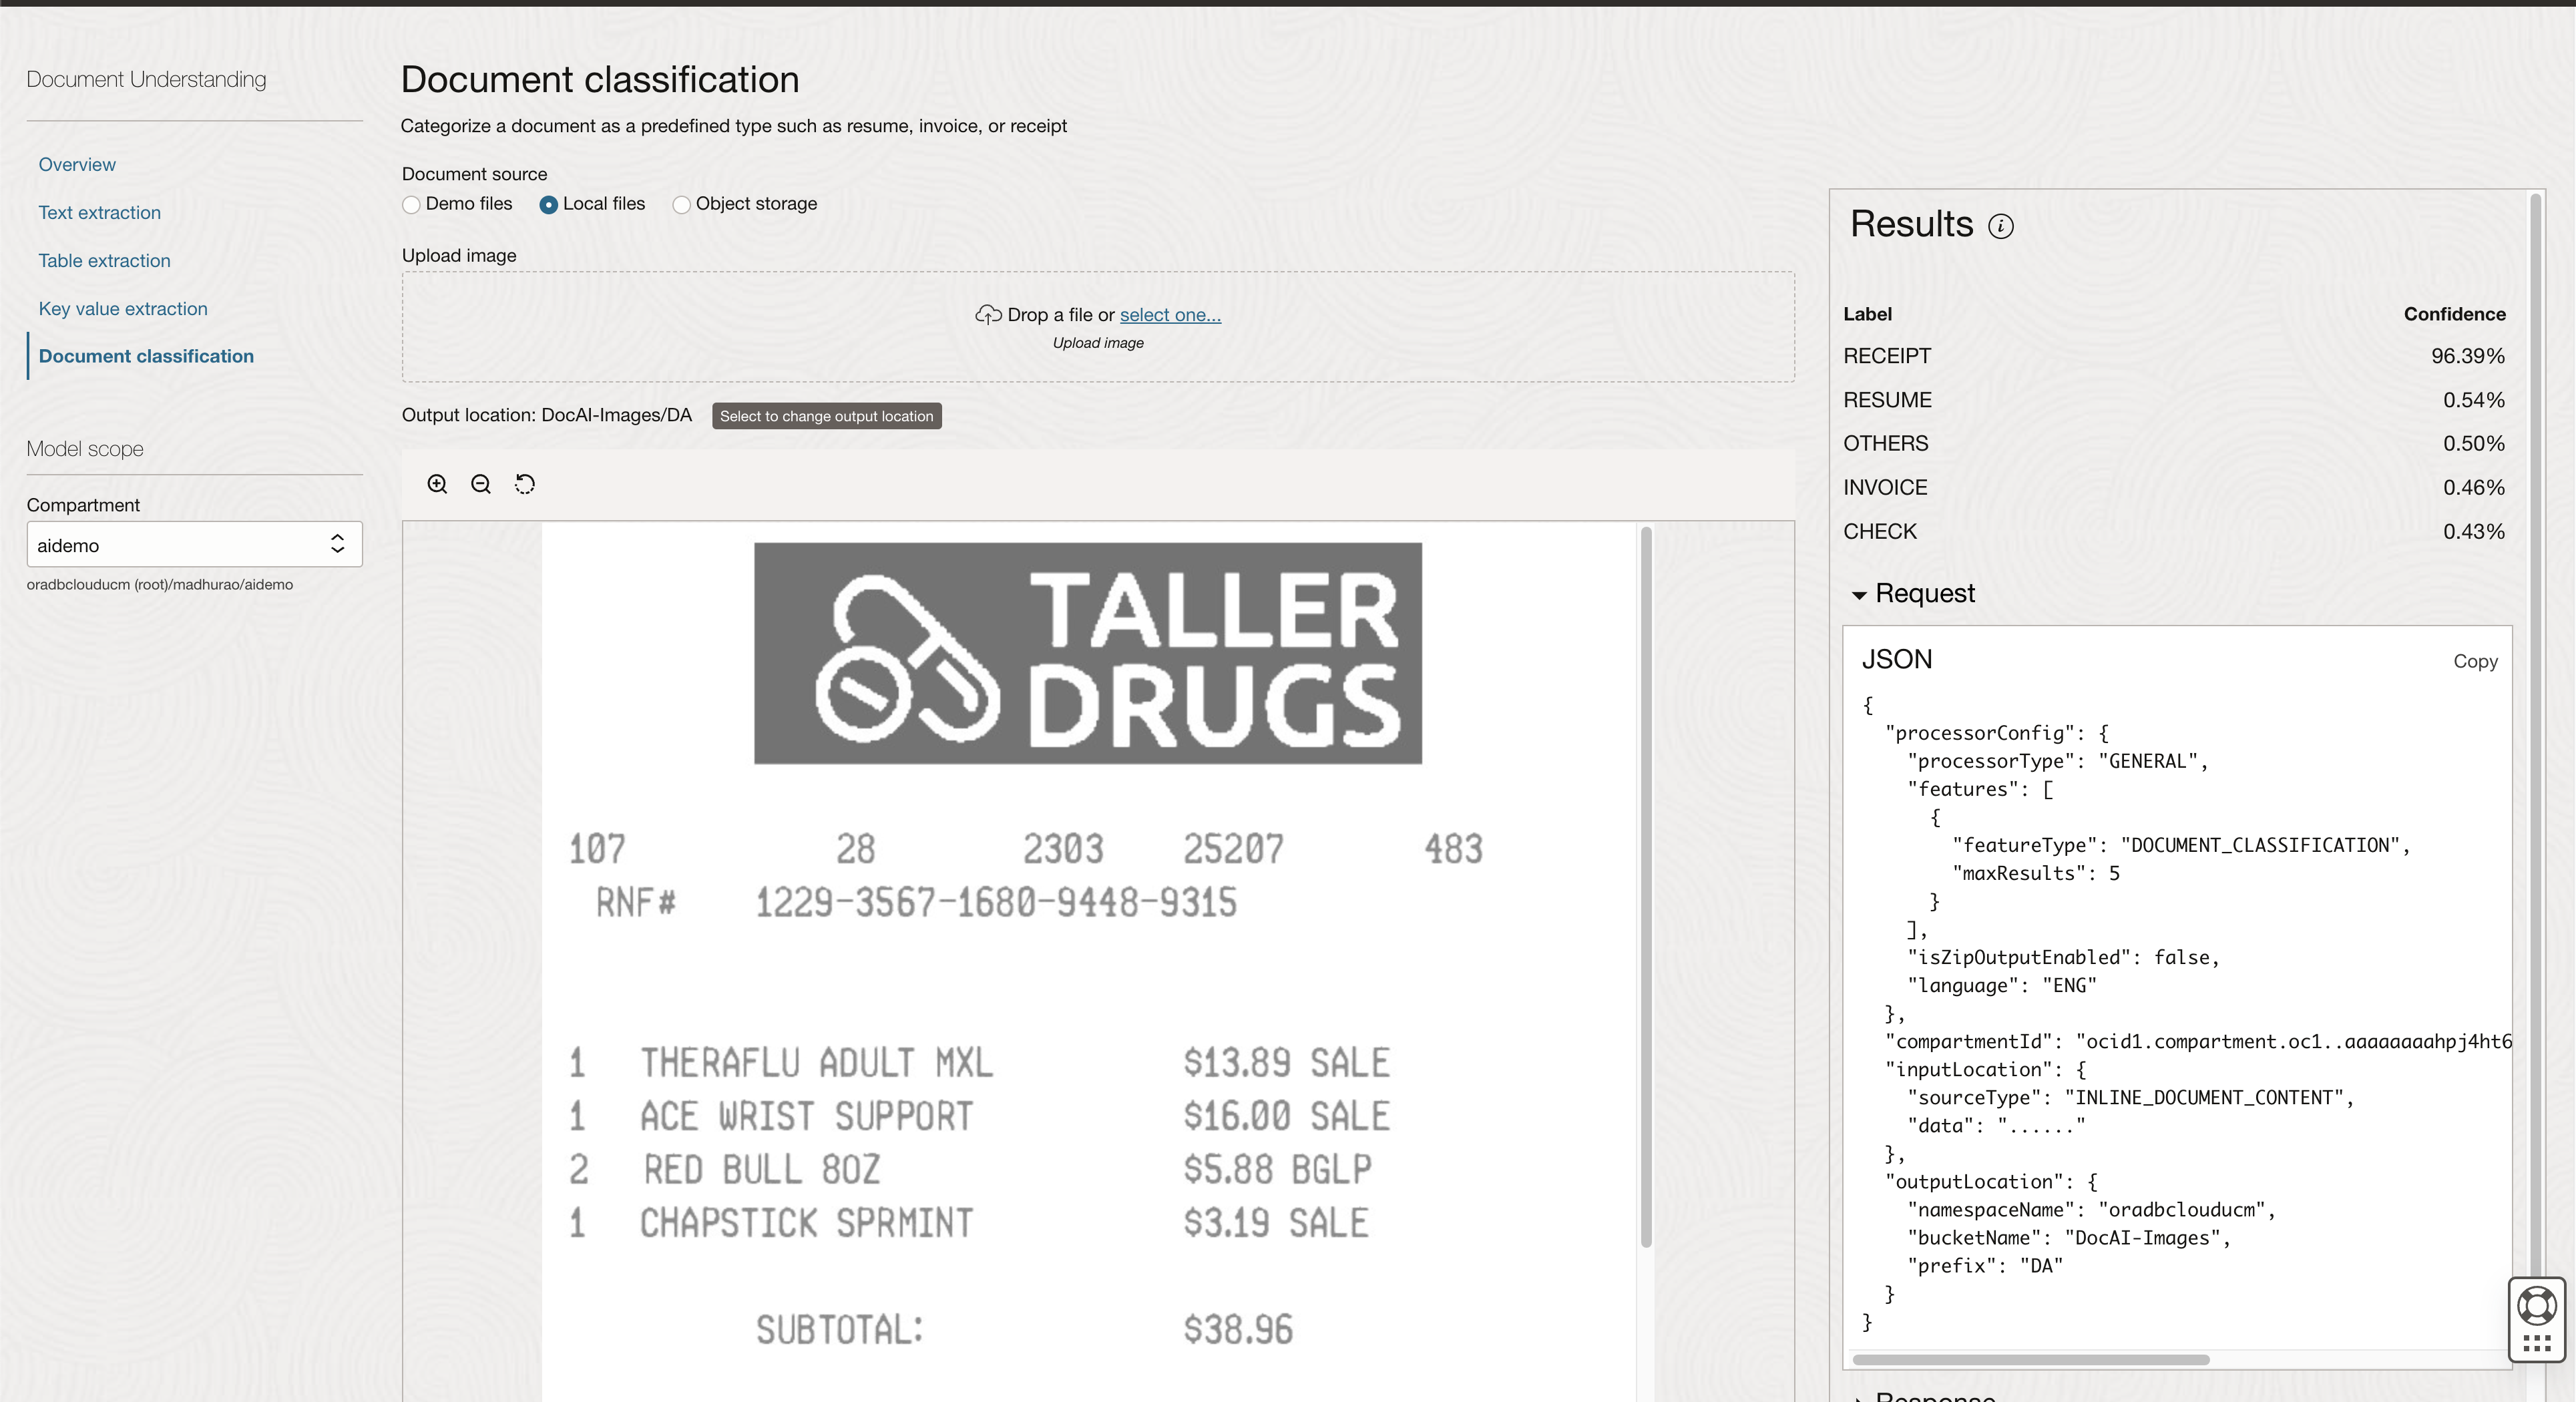 Document Understanding
Overview
Text extraction
Table extraction
Key value extraction
Document classification
Model scope
Compartment
aidemo
oradbclouducm (root)/madhurao/aidemo
Document classification
Categorize a document as a predefined type such as resume, invoice, or receipt
Document source
Demo files Local files Object storage
Upload image
Drop a file or select one...
Upload image
Output location: DocAI-Images/DA Select to change output location
TALLER
DRUGS
107 28 2303 25207 483
RNF# 1229-3567-1680-9448-9315
1 THERAFLU ADULT MXL $13.89 SALE
1 ACE WRIST SUPPORT $16.00 SALE
2 RED BULL 8OZ $5.88 BGLP
1 CHAPSTICK SPRMINT $3.19 SALE
SUBTOTAL: $38.96
Results
Label Confidence
RECEIPT 96.39%
RESUME 0.54%
OTHERS 0.50%
INVOICE 0.46%
CHECK 0.43%
Request
JSON Copy
{
"processorConfig": {
"processorType": "GENERAL",
"features": [
{
"featureType": "DOCUMENT_CLASSIFICATION",
"maxResults": 5
}
],
"isZipOutputEnabled": false,
"language": "ENG"
},
"compartmentId": "ocid1.compartment.oc1..aaaaaaaahpj4ht6
"inputLocation": {
"sourceType": "INLINE_DOCUMENT_CONTENT",
"data": "......"
},
"outputLocation": {
"namespaceName": "oradbclouducm",
"bucketName": "DocAI-Images",
"prefix": "DA"
}
}
Response